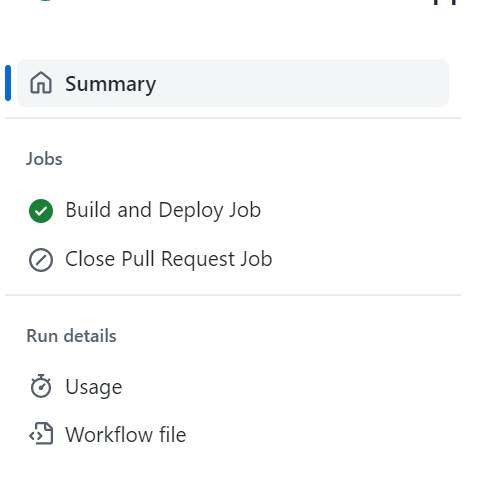 Summary
Jobs
Build and Deploy Job
Close Pull Request Job
Run details
Usage
Workflow file